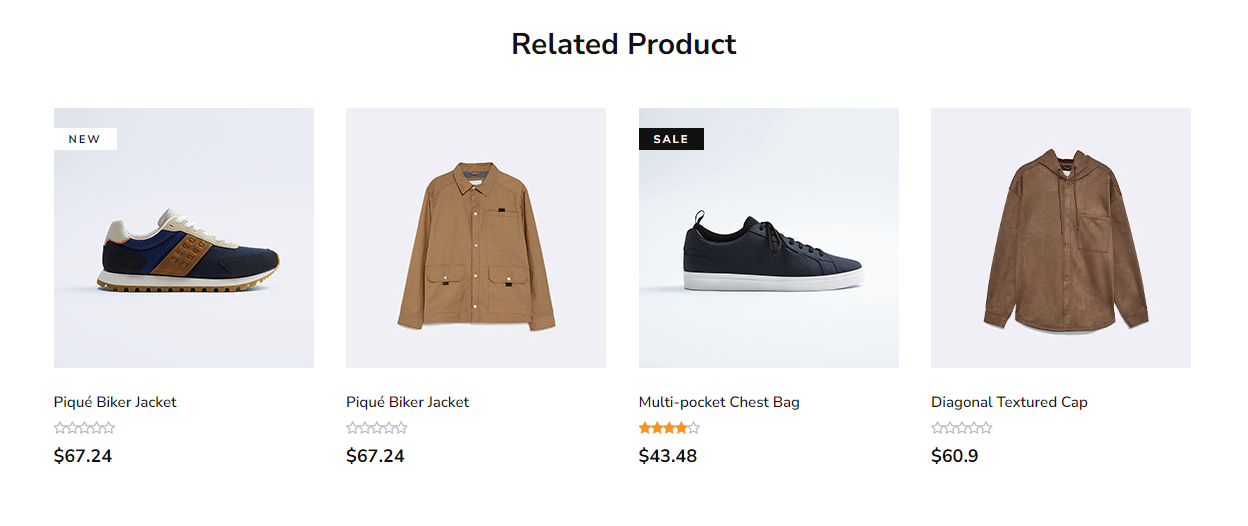 Related Product
NEW
SALE
Piqué Biker Jacket
Piqué Biker Jacket
Multi-pocket Chest Bag
Diagonal Textured Cap
$67.24
$67.24
$43.48
$60.9